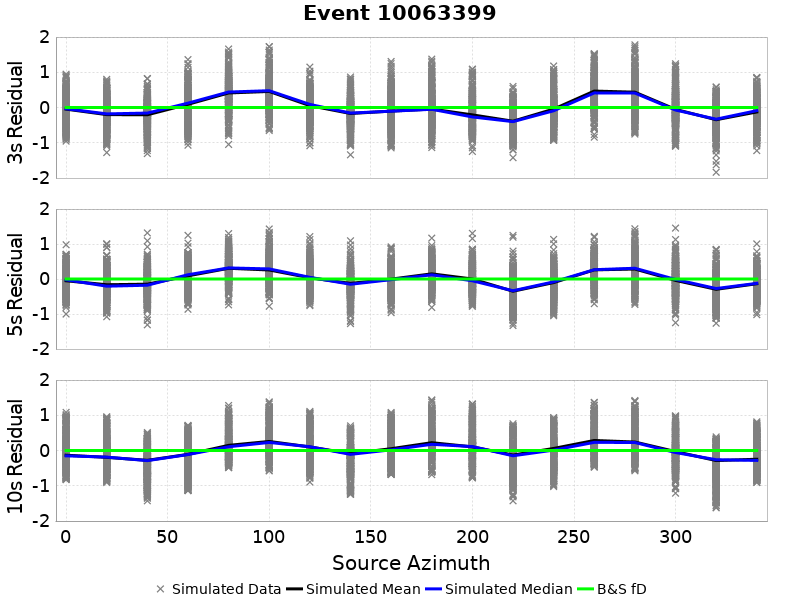 Event 10063399
3s Residual
2
1
0
-1
-2
5s Residual
2
1
0
-1
-2
10s Residual
2
1
0
-1
-2
0 50 100 150 200 250 300
Source Azimuth
Simulated Data Simulated Mean Simulated Median B&S fD